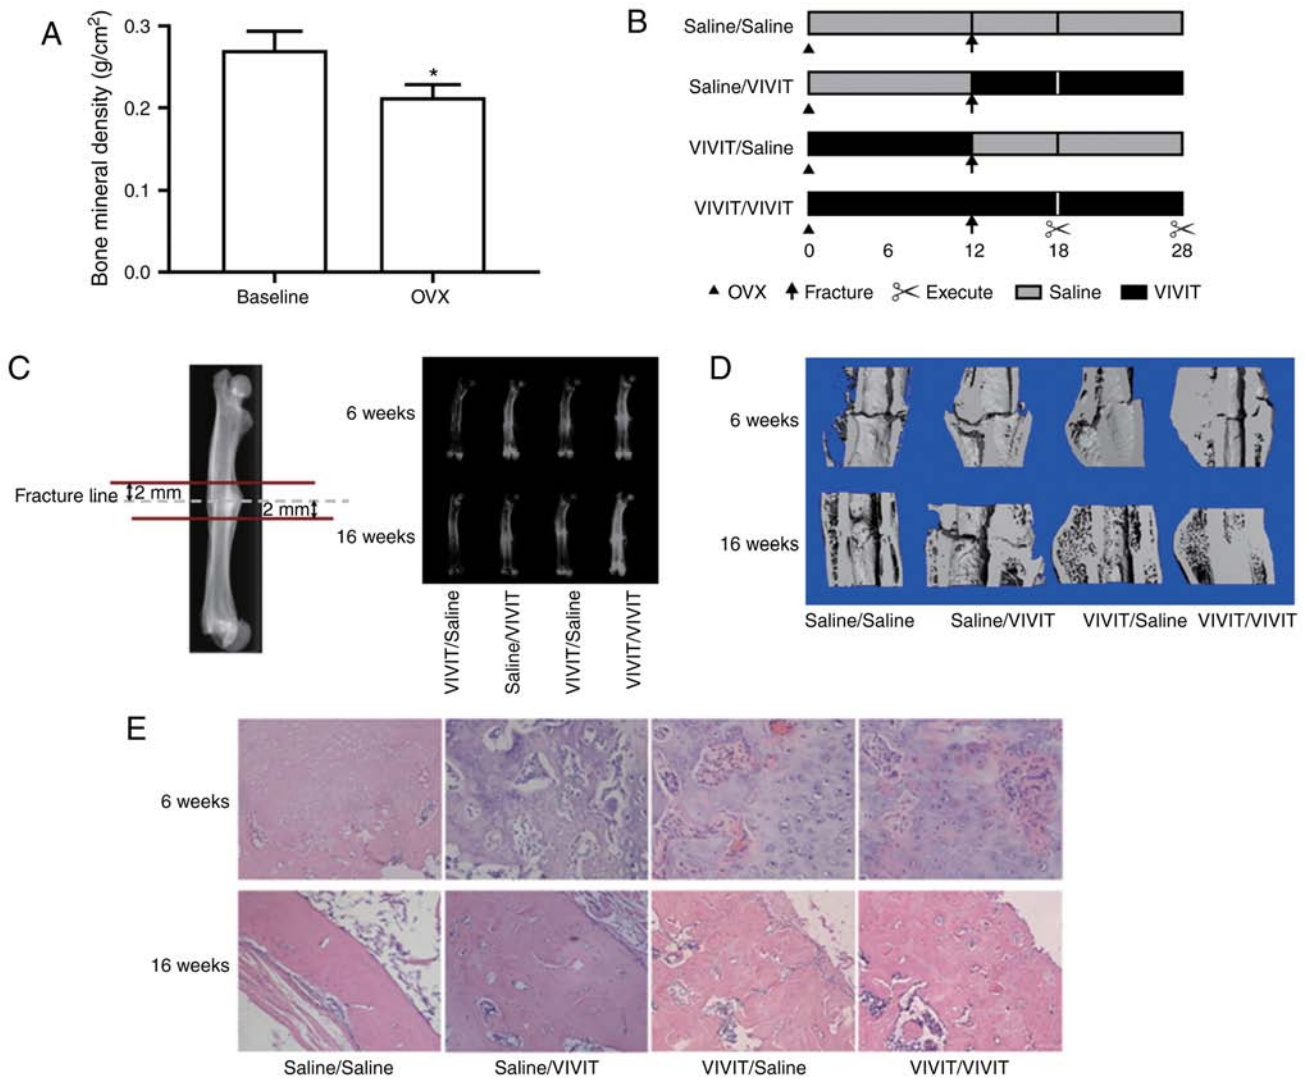 A
Bone mineral density (g/cm²)
0.3
0.2
0.1
0.0
*
Baseline
OVX
B
Saline/Saline
Saline/VIVIT
VIVIT/Saline
VIVIT/VIVIT
0 6 12 18 28
OVX Fracture Execute Saline VIVIT
C
Fracture line
2 mm
2 mm
6 weeks
16 weeks
VIVIT/Saline
Saline/VIVIT
VIVIT/Saline
VIVIT/VIVIT
D
6 weeks
16 weeks
Saline/Saline Saline/VIVIT VIVIT/Saline VIVIT/VIVIT
E
6 weeks
16 weeks
Saline/Saline Saline/VIVIT VIVIT/Saline VIVIT/VIVIT